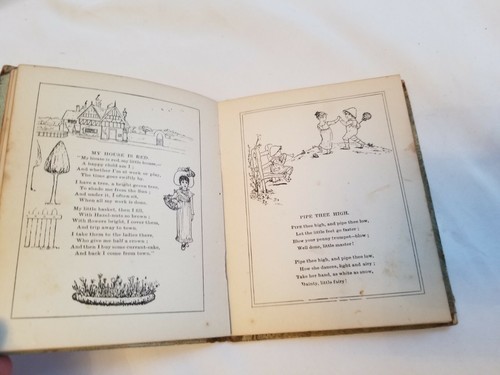 MY HOUSE IS RED.
"My house is red my little house,—
A happy child am I;
And whether I'm at work or play,
The time goes swiftly by.
I have a tree, a bright green tree,
To shade me from the Sun;
And under it, I often sit,
When all my work is done.
My little basket, then I fill,
With Hazel-nuts so brown;
With flowers bright, I cover them,
And trip away to town.
I take them to the ladies there,
Who give me half a crown;
And then I buy some currant-cake,
And back I come from town."
PIPE THEE HIGH.
Pipe thee high, and pipe thee low,
Let the little feet go faster;
Blow your penny trumpet—blow;
Well done, little master!
Pipe thee high, and pipe thee low,
How she dances, light and airy;
Take her hand, as white as snow,
Dainty, little fairy!